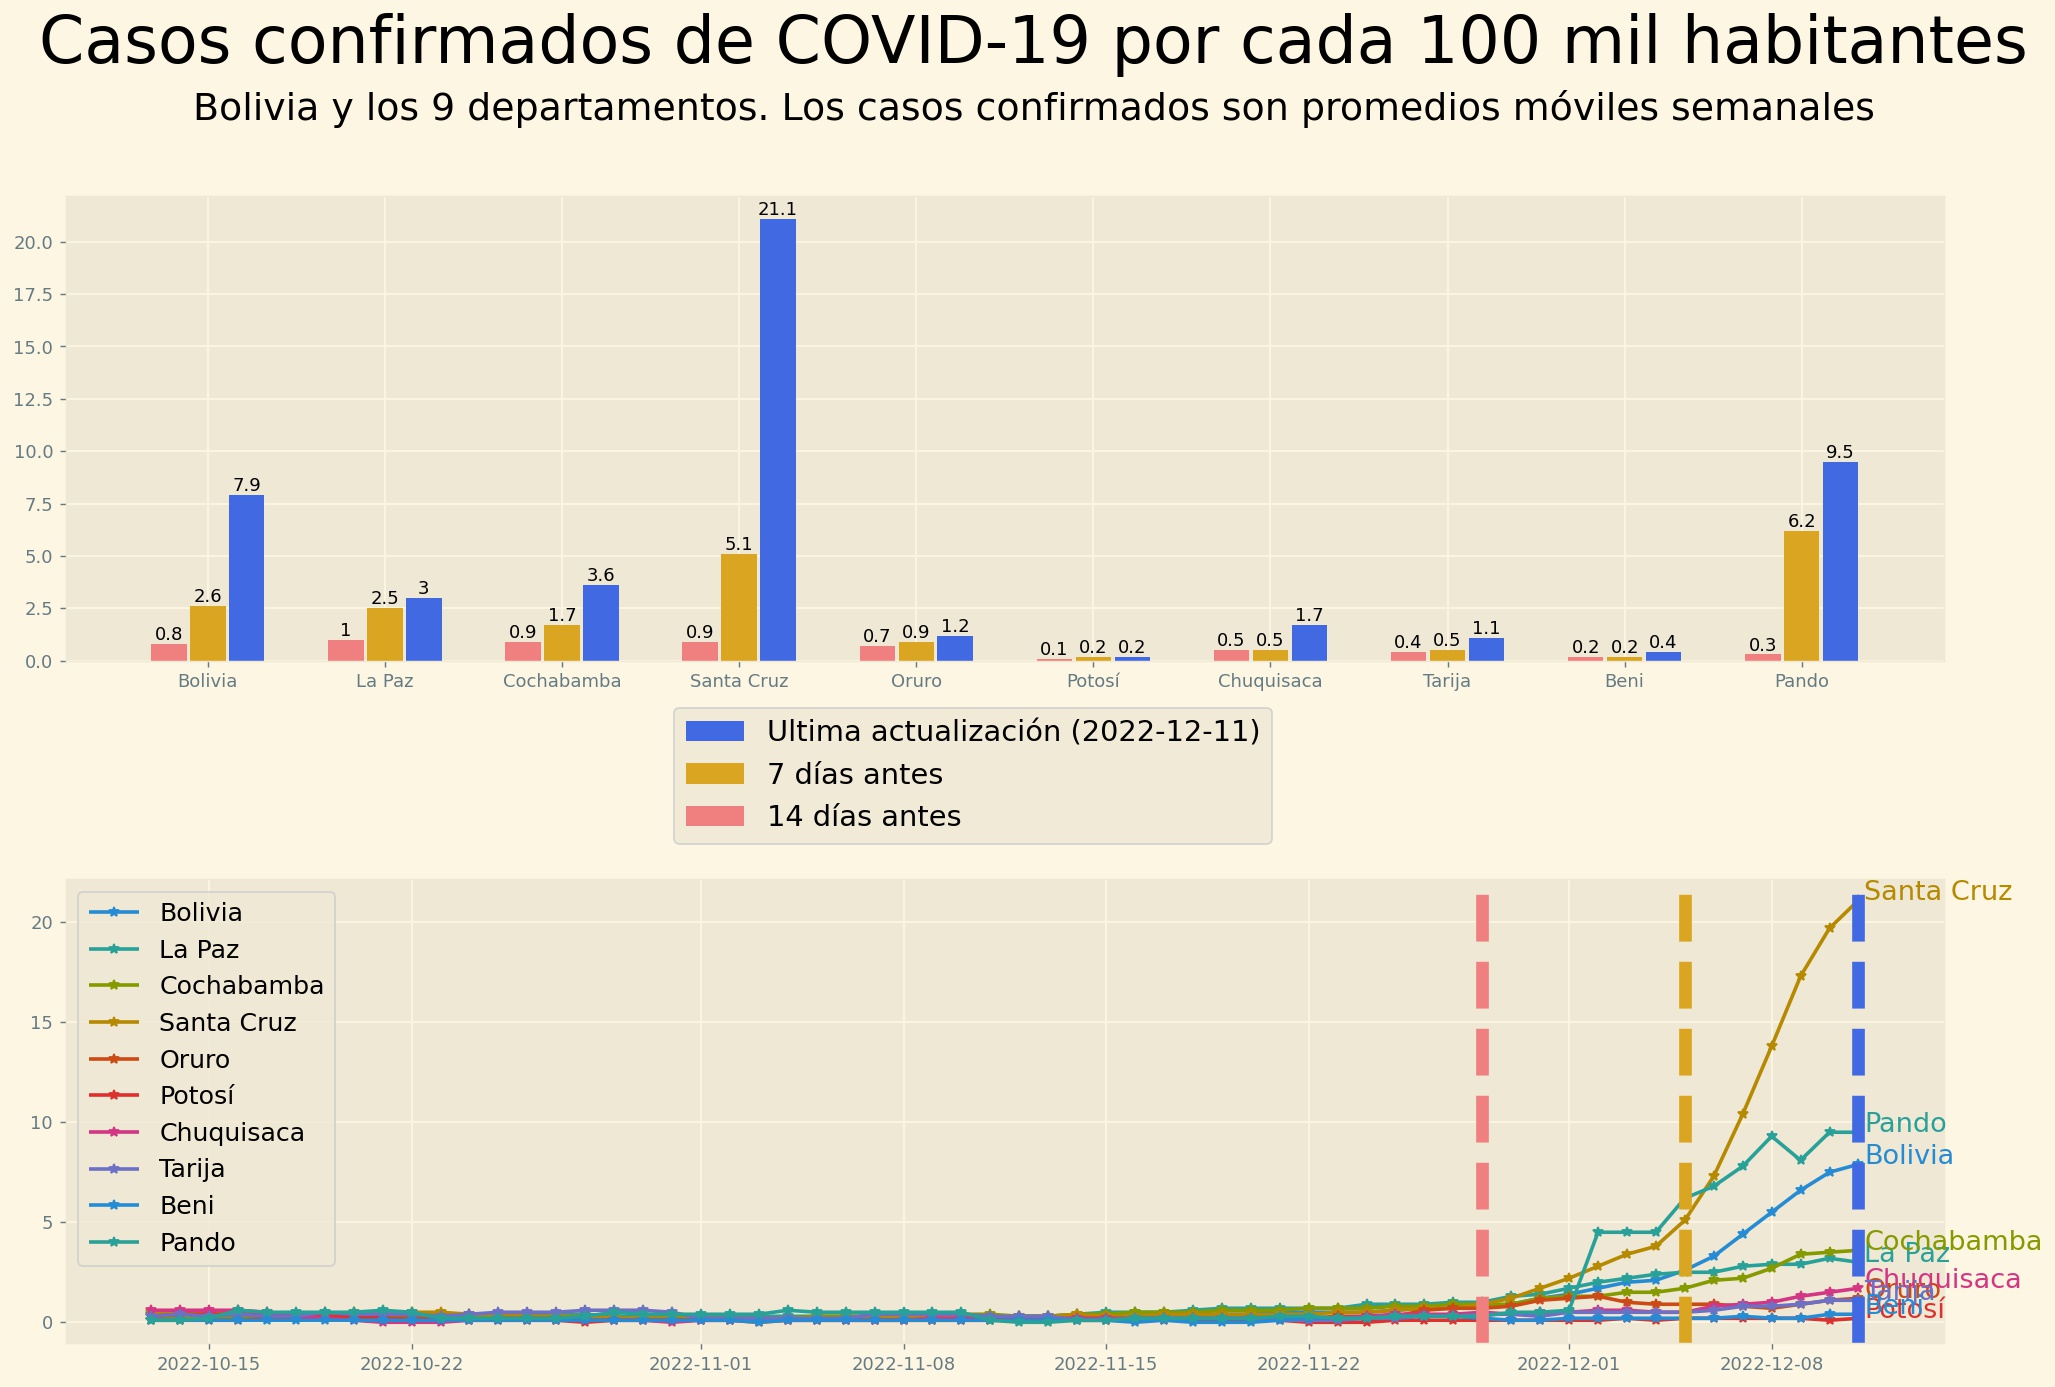 Casos confirmados de COVID-19 por cada 100 mil habitantes
Bolivia y los 9 departamentos. Los casos confirmados son promedios móviles semanales
20.0
17.5
15.0
12.5
10.0
7.5
5.0
2.5
0.0
0.8 2.6 7.9
1 2.5 3
0.9 1.7 3.6
0.9 5.1 21.1
0.7 0.9 1.2
0.1 0.2 0.2
0.5 0.5 1.7
0.4 0.5 1.1
0.2 0.2 0.4
0.3 6.2 9.5
Bolivia La Paz Cochabamba Santa Cruz Oruro Potosí Chuquisaca Tarija Beni Pando
Ultima actualización (2022-12-11)
7 días antes
14 días antes
20
15
10
5
0
Bolivia
La Paz
Cochabamba
Santa Cruz
Oruro
Potosí
Chuquisaca
Tarija
Beni
Pando
Santa Cruz
Pando
Bolivia
Cochabamba
La Paz
Chuquisaca
Oruro
Tarija
Beni
Potosí
2022-10-15 2022-10-22 2022-11-01 2022-11-08 2022-11-15 2022-11-22 2022-12-01 2022-12-08